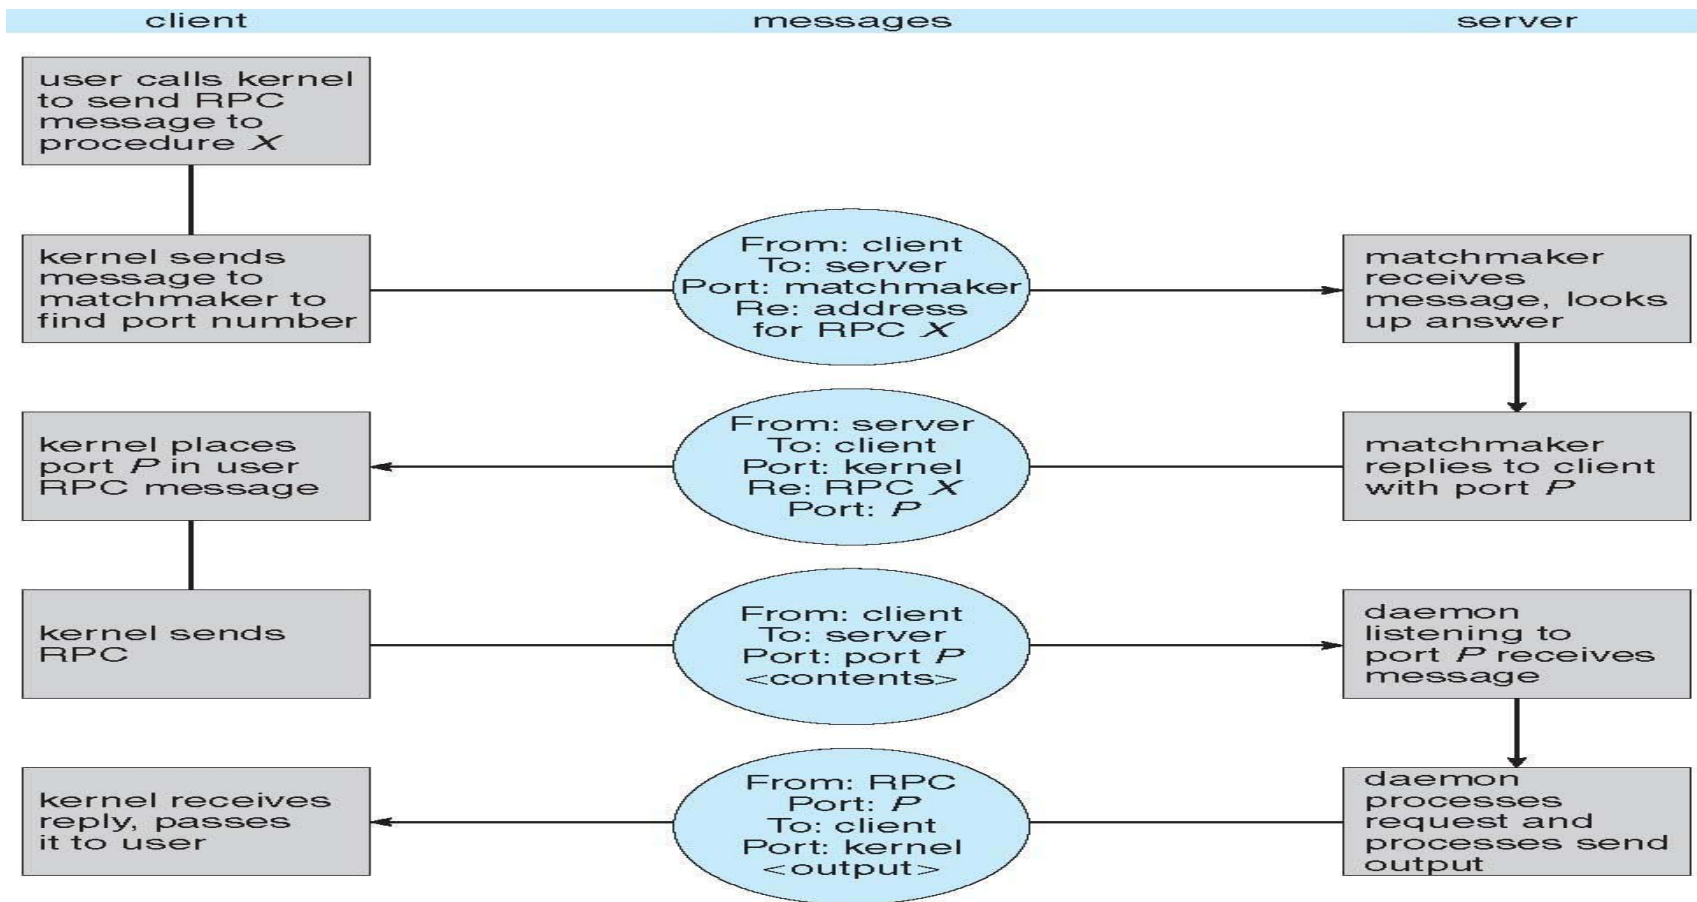 client
messages
server
user calls kernel
to send RPC
message to
procedure X
kernel sends
message to
matchmaker to
find port number
From: client
To: server
Port: matchmaker
Re: address
for RPC X
matchmaker
receives
message, looks
up answer
kernel places
port P in user
RPC message
From: server
To: client
Port: kernel
Re: RPC X
Port: P
matchmaker
replies to client
with port P
kernel sends
RPC
From: client
To: server
Port: port P
<contents>
daemon
listening to
port P receives
message
kernel receives
reply, passes
it to user
From: RPC
Port: P
To: client
Port: kernel
<output>
daemon
processes
request and
processes send
output